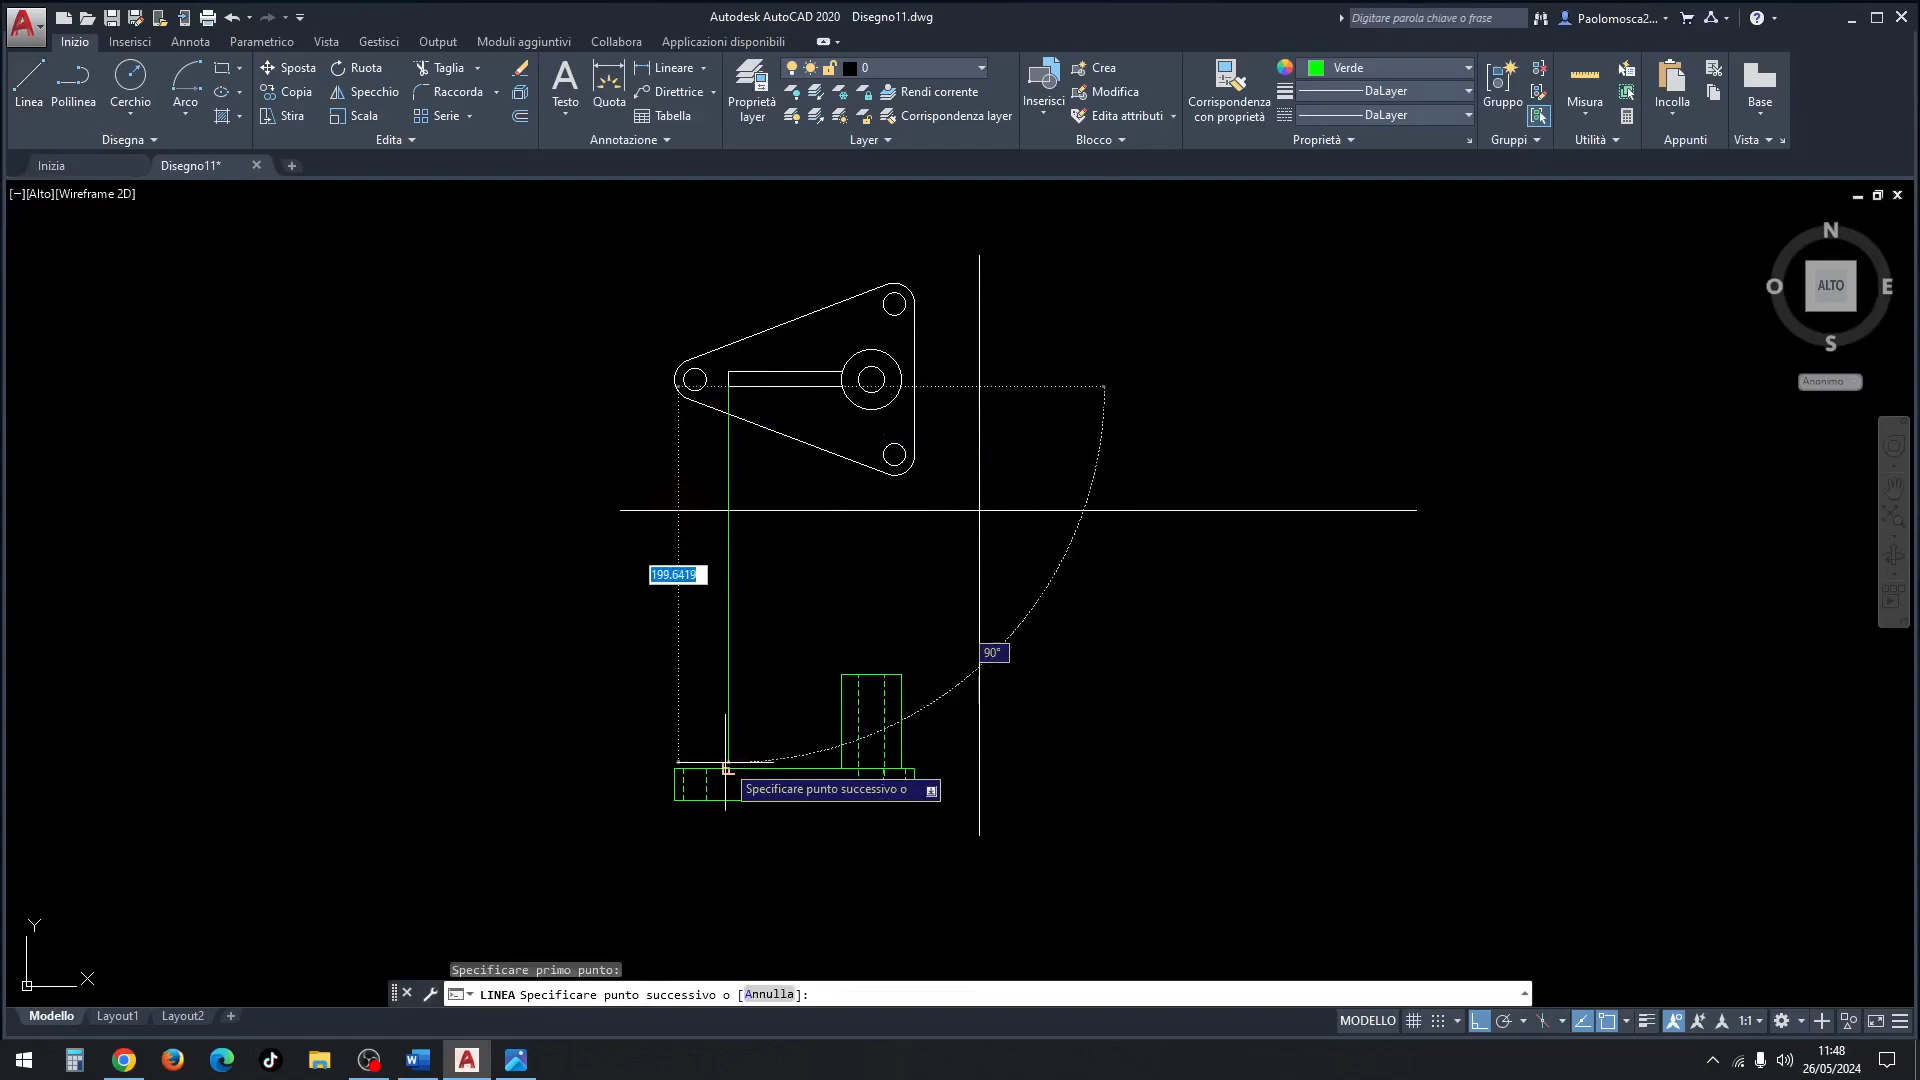 Autodesk AutoCAD 2020 Disegno11.dwg
Digitare parola chiave o frase
Paolomosca2...
Inizio Inserisci Annota Parametrico Vista Gestisci Output Moduli aggiuntivi Collabora Applicazioni disponibili
Linea Polilinea Cerchio Arco
Disegna
Sposta Ruota Taglia
Copia Specchio Raccorda
Stira Scala Serie
Edita
Testo Quota
Lineare
Direttrice
Tabella
Annotazione
Proprietà layer
0
Rendi corrente
Corrispondenza layer
Layer
Inserisci
Crea
Modifica
Edita attributi
Blocco
Corrispondenza con proprietà
Verde
DaLayer
DaLayer
Proprietà
Gruppo
Gruppi
Misura
Utilità
Incolla
Appunti
Base
Vista
Inizia Disegno11*
[−][Alto][Wireframe 2D]
N
O ALTO E
S
Anonimo
199.6419
90°
Specificare punto successivo o
Y
X
Specificare primo punto:
LINEA Specificare punto successivo o [Annulla]:
Modello Layout1 Layout2
MODELLO 1:1
11:48
26/05/2024